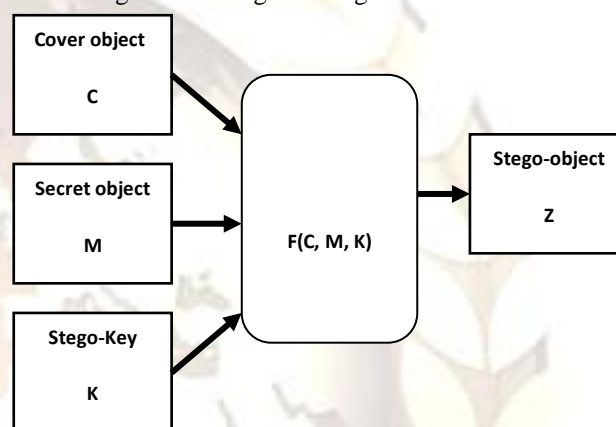 Cover object
C
Secret object
M
Stego-Key
K
F(C, M, K)
Stego-object
Z